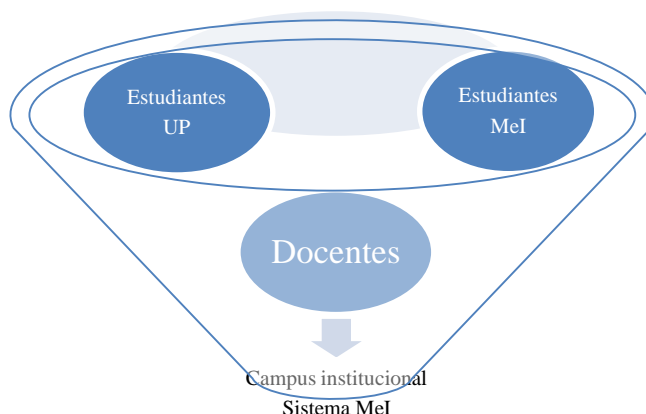 Estudiantes
UP
Estudiantes
MeI
Docentes
Campus institucional
Sistema MeI